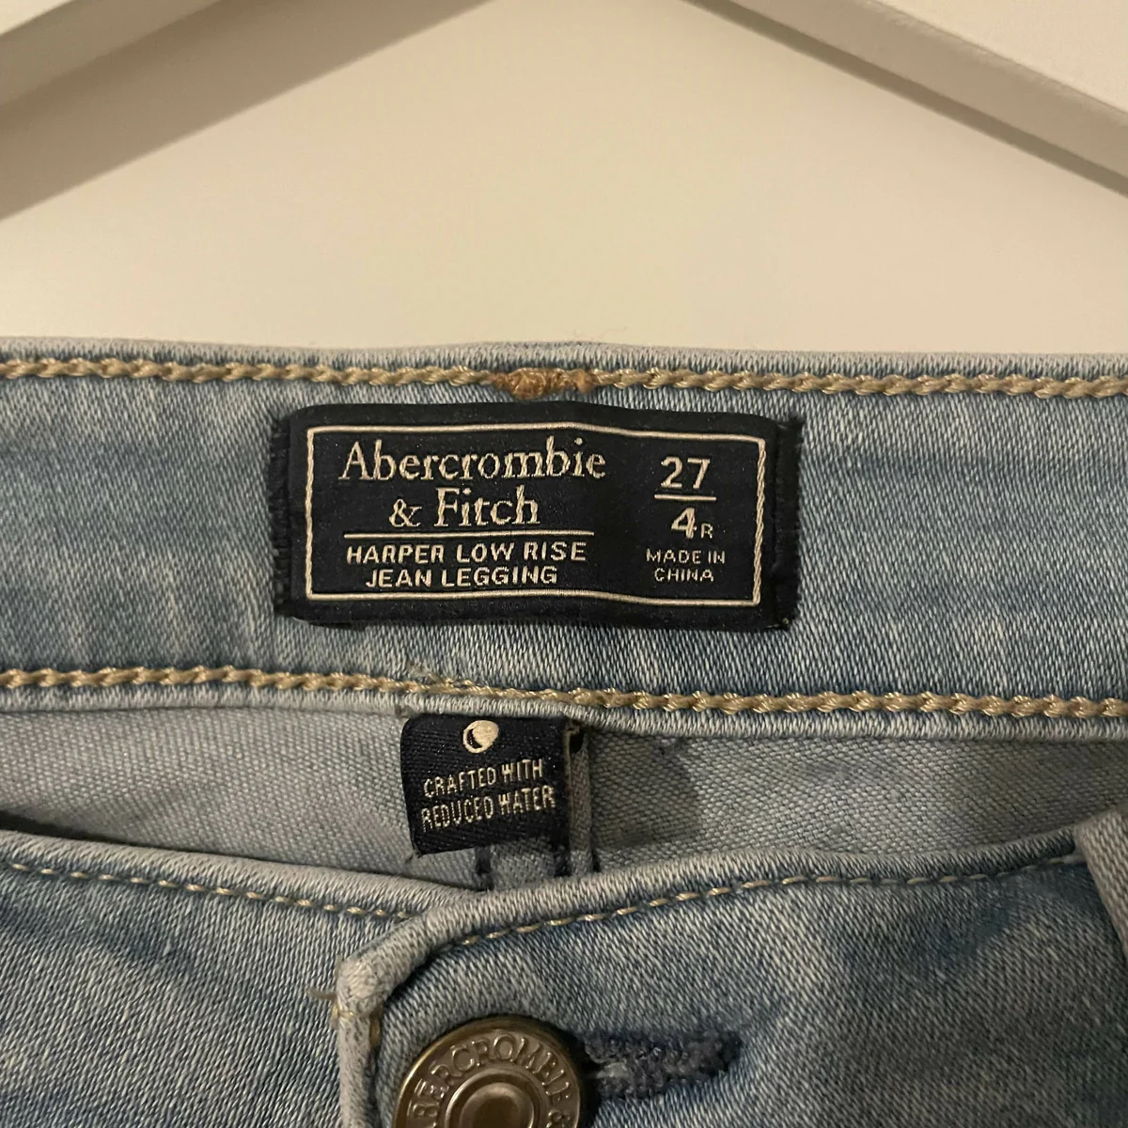 Abercrombie
& Fitch
HARPER LOW RISE
JEAN LEGGING
27
4R
MADE IN
CHINA
CRAFTED WITH
REDUCED WATER
ABERCROMBIE &